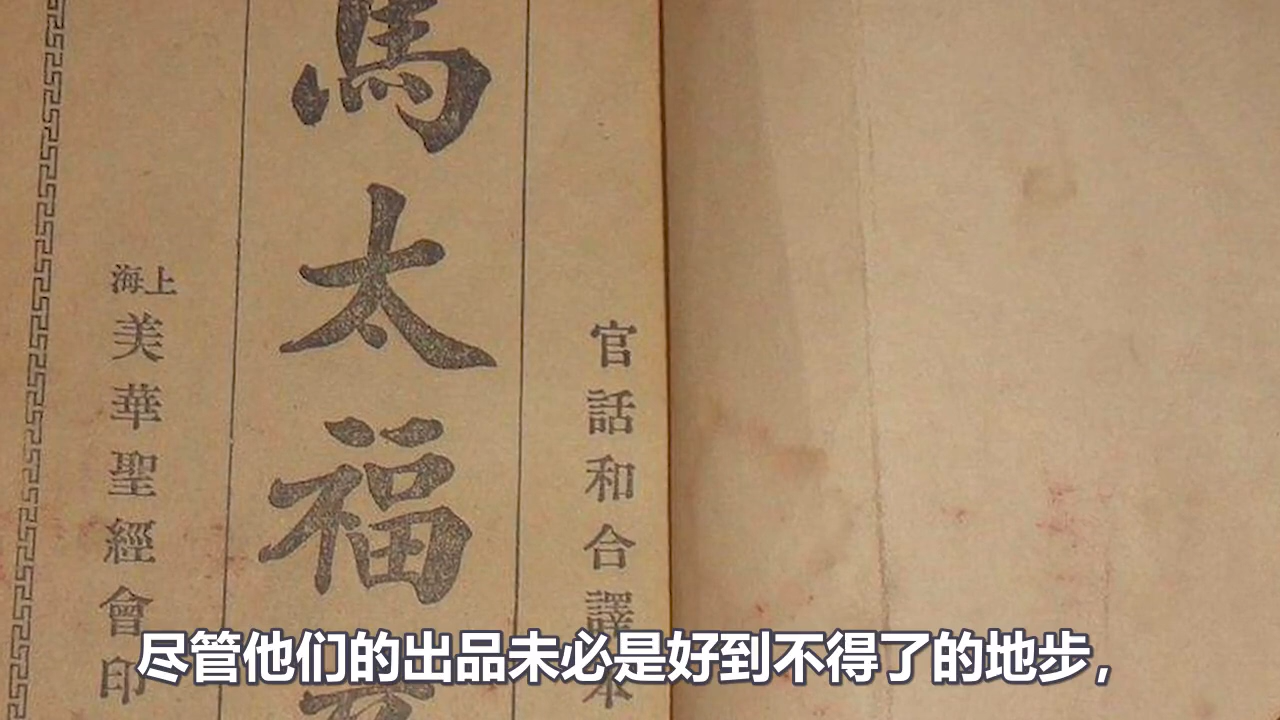 官話和合譯本
馬太福
上海
美華聖經會印
尽管他们的出品未必是好到不得了的地步，